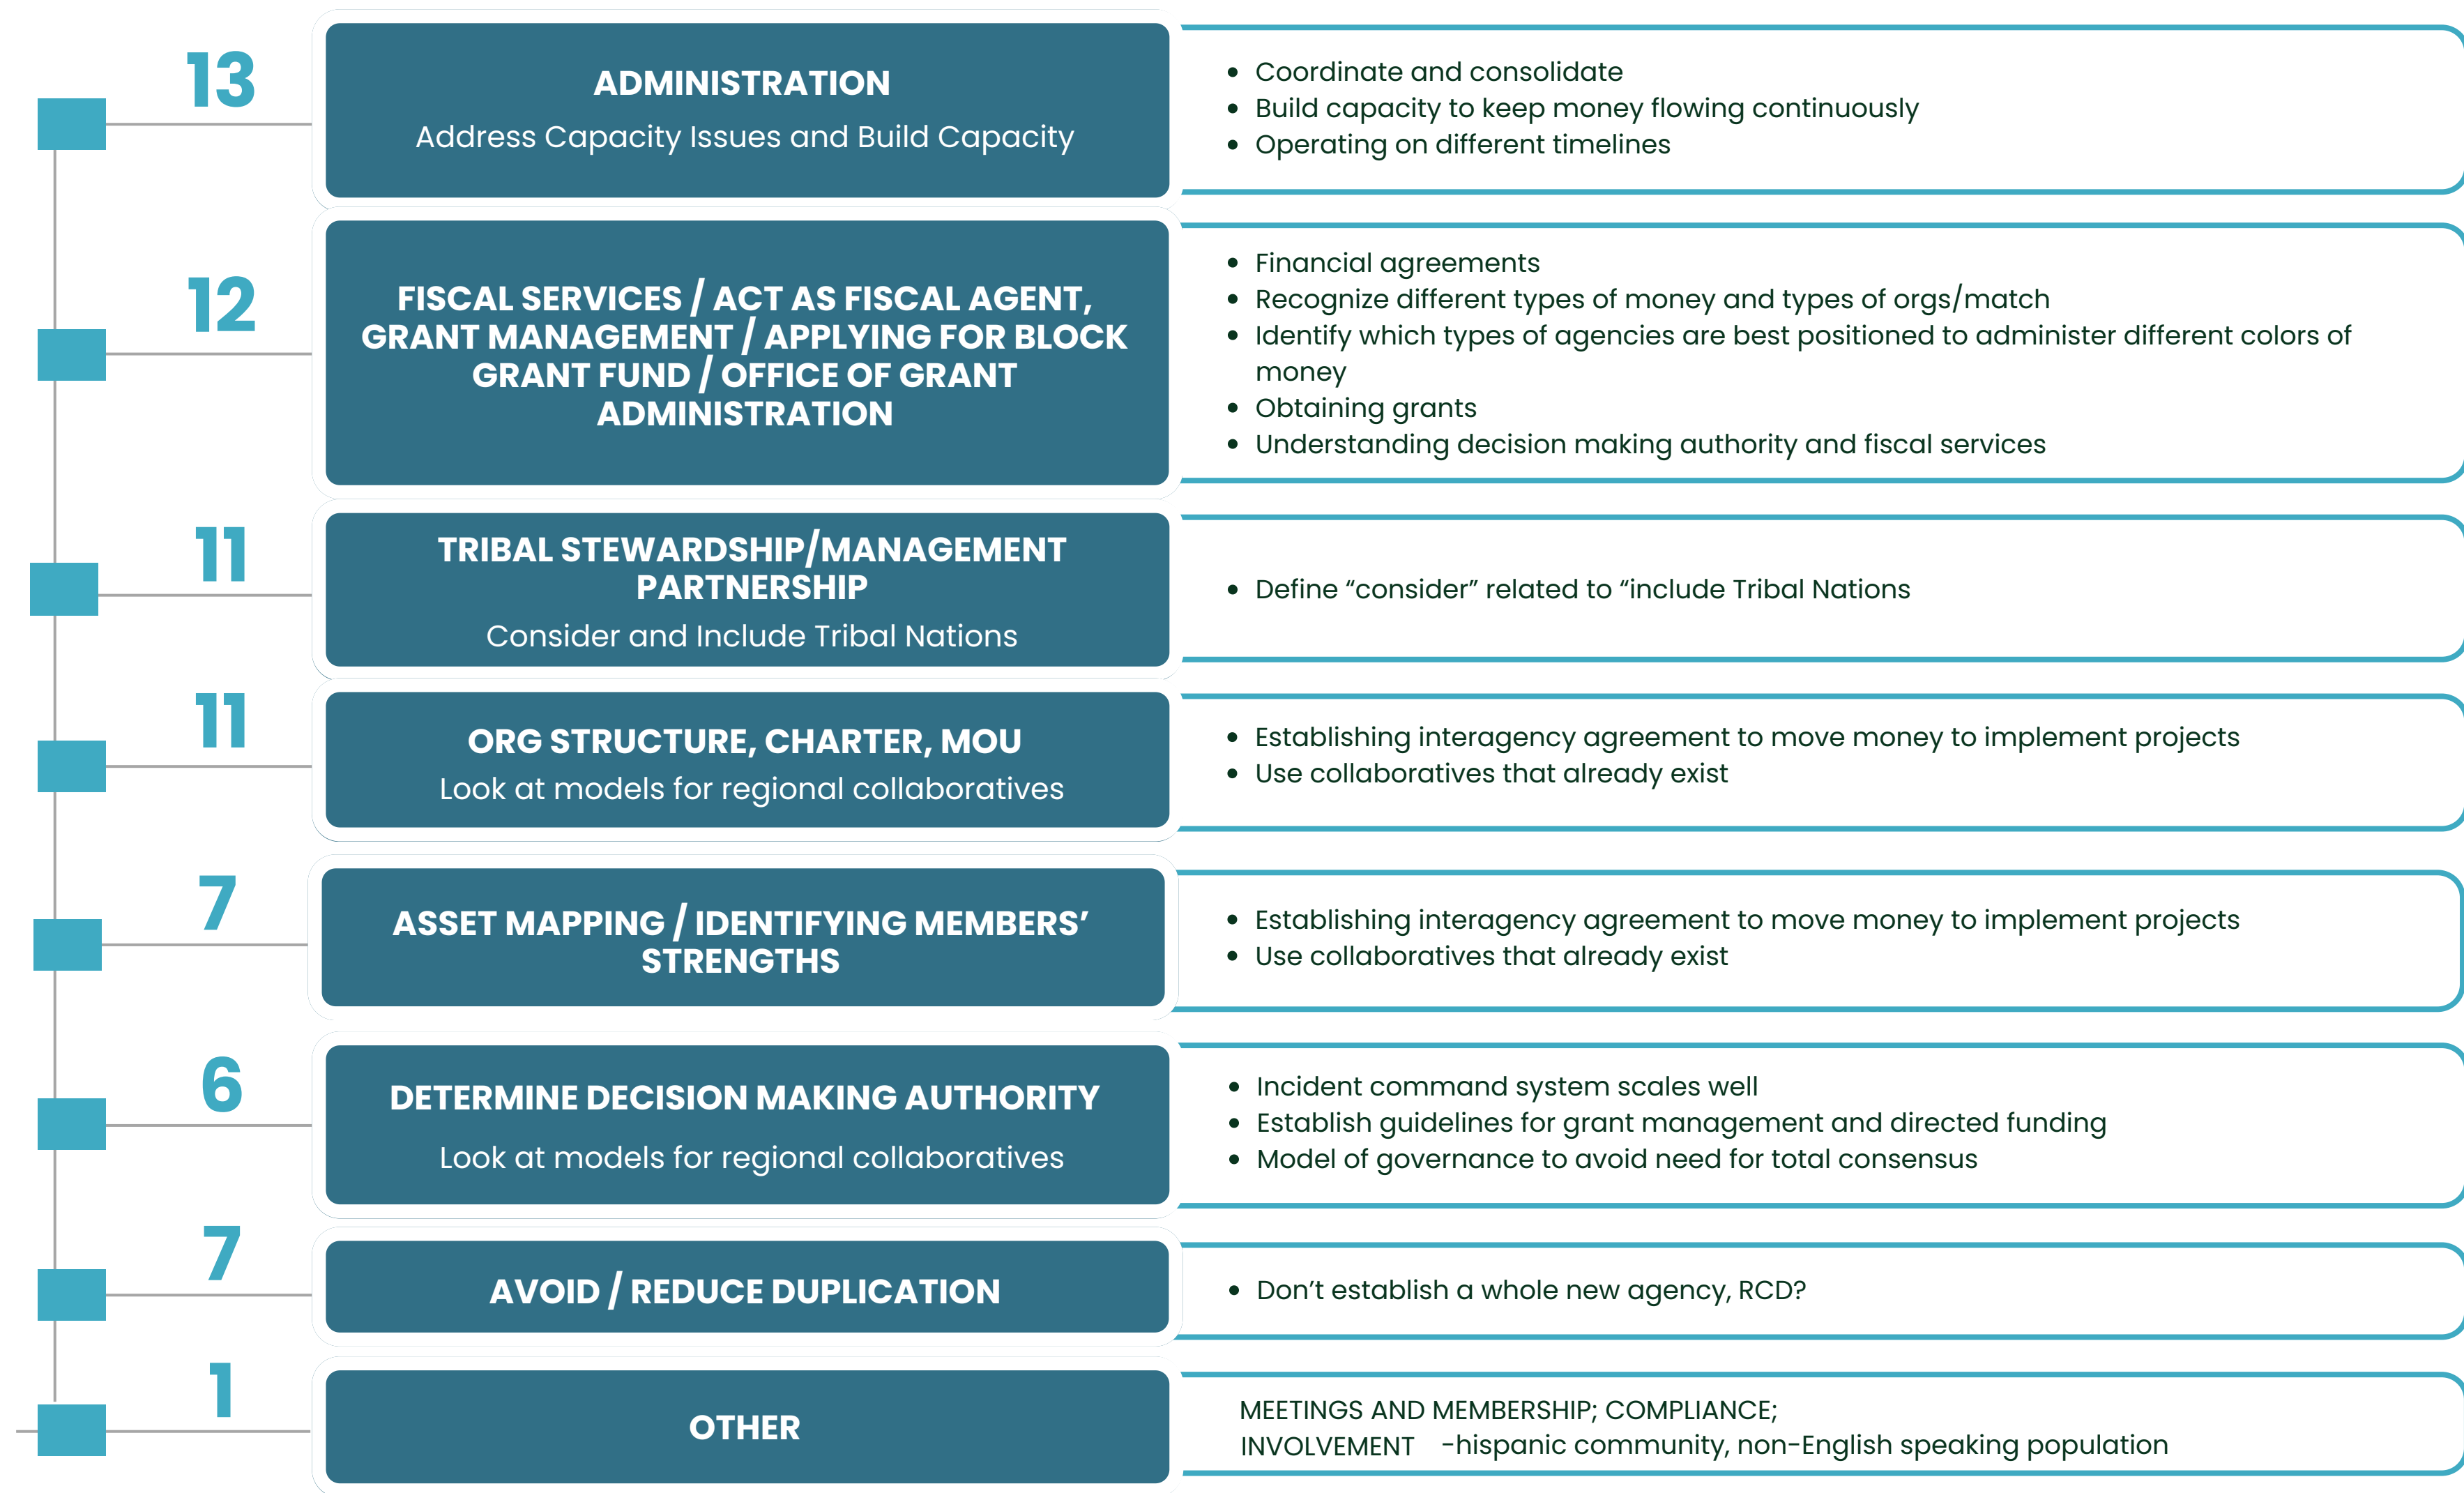 13
ADMINISTRATION
Address Capacity Issues and Build Capacity
• Coordinate and consolidate
• Build capacity to keep money flowing continuously
• Operating on different timelines
12
FISCAL SERVICES / ACT AS FISCAL AGENT,
GRANT MANAGEMENT / APPLYING FOR BLOCK
GRANT FUND / OFFICE OF GRANT
ADMINISTRATION
• Financial agreements
• Recognize different types of money and types of orgs/match
• Identify which types of agencies are best positioned to administer different colors of
money
• Obtaining grants
• Understanding decision making authority and fiscal services
11
TRIBAL STEWARDSHIP/MANAGEMENT
PARTNERSHIP
Consider and Include Tribal Nations
• Define “consider” related to “include Tribal Nations
11
ORG STRUCTURE, CHARTER, MOU
Look at models for regional collaboratives
• Establishing interagency agreement to move money to implement projects
• Use collaboratives that already exist
7
ASSET MAPPING / IDENTIFYING MEMBERS’
STRENGTHS
• Establishing interagency agreement to move money to implement projects
• Use collaboratives that already exist
6
DETERMINE DECISION MAKING AUTHORITY
Look at models for regional collaboratives
• Incident command system scales well
• Establish guidelines for grant management and directed funding
• Model of governance to avoid need for total consensus
7
AVOID / REDUCE DUPLICATION
• Don’t establish a whole new agency, RCD?
1
OTHER
MEETINGS AND MEMBERSHIP; COMPLIANCE;
INVOLVEMENT -hispanic community, non-English speaking population